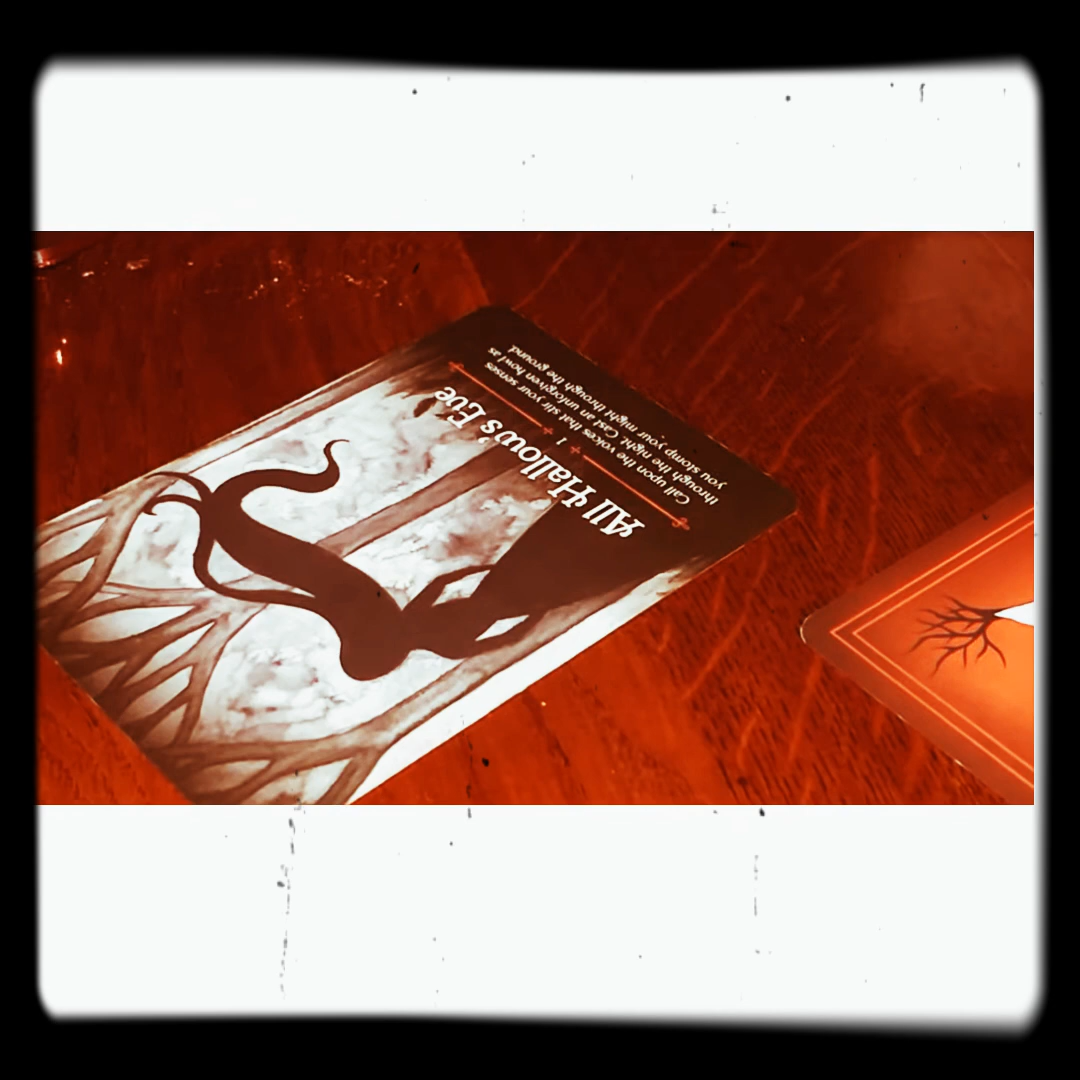 All Hallows' Eve
1
Call upon the voices that stir your senses
through the night. Cast an unforgiven howl as
you stomp your might through the ground.